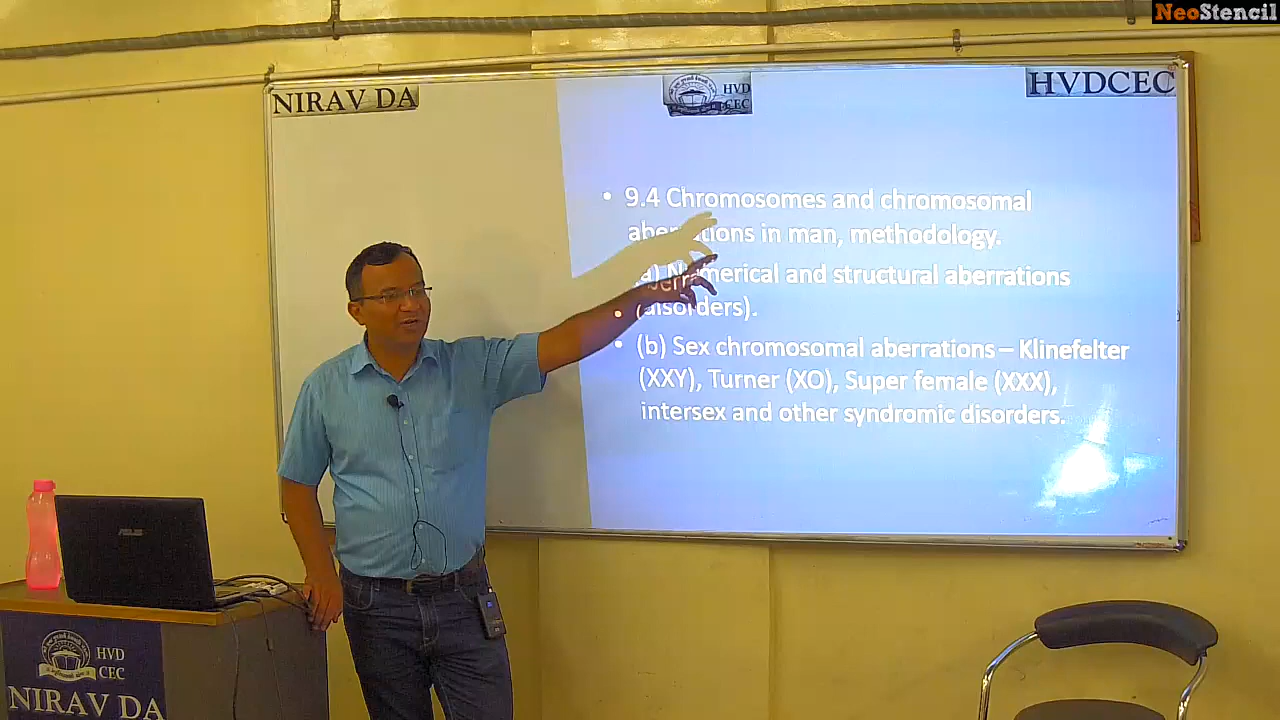 NeoStencil
NIRAV DA
HVD
CEC
HVDCEC
• 9.4 Chromosomes and chromosomal
aberrations in man, methodology.
(a) Numerical and structural aberrations
• (disorders).
• (b) Sex chromosomal aberrations – Klinefelter
(XXY), Turner (XO), Super female (XXX),
intersex and other syndromic disorders.
ASUS
HVD
CEC
NIRAV DA